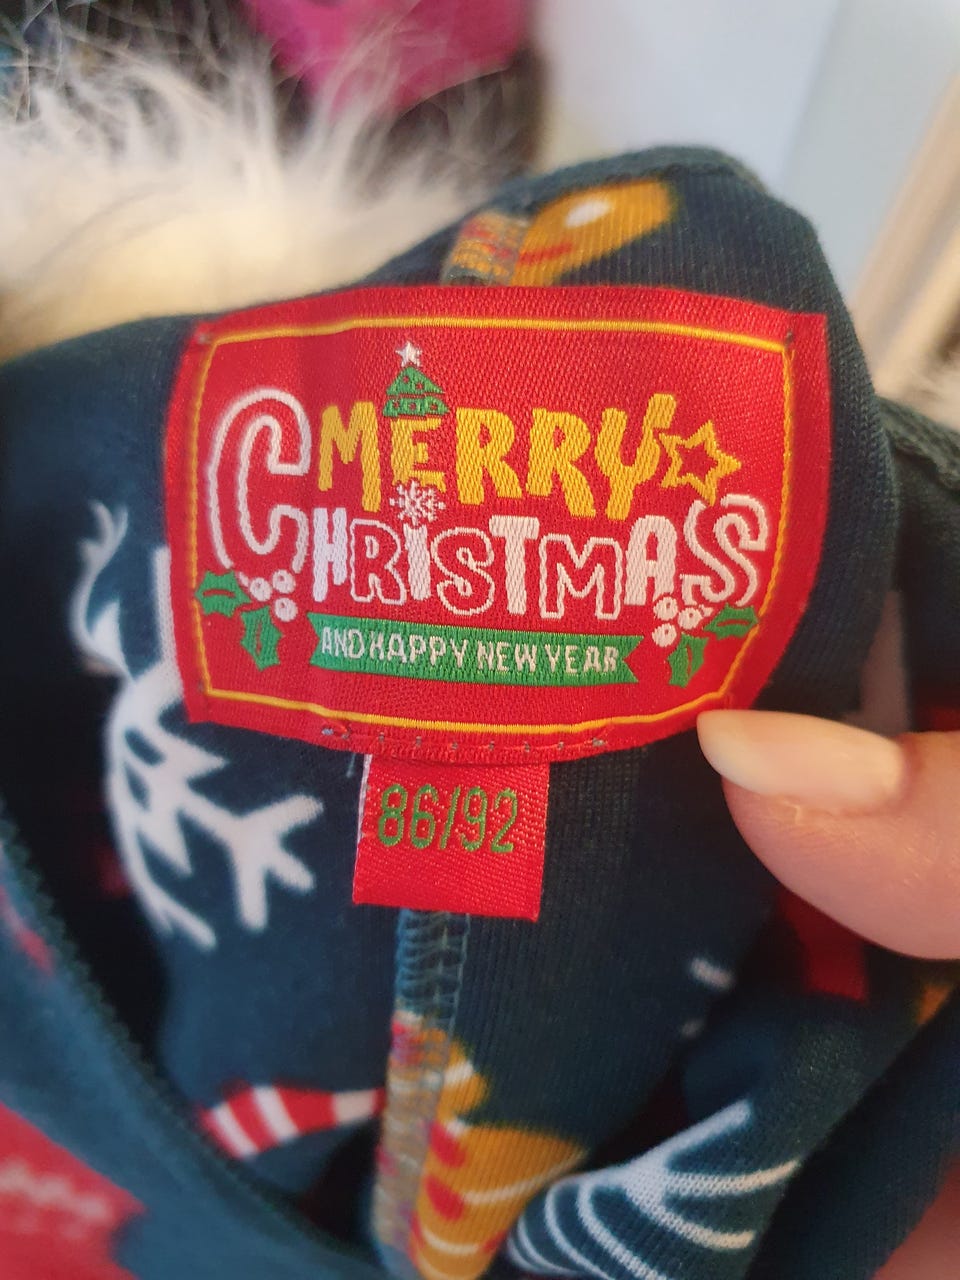 MERRY
CHRISTMAS
AND HAPPY NEW YEAR
86/92